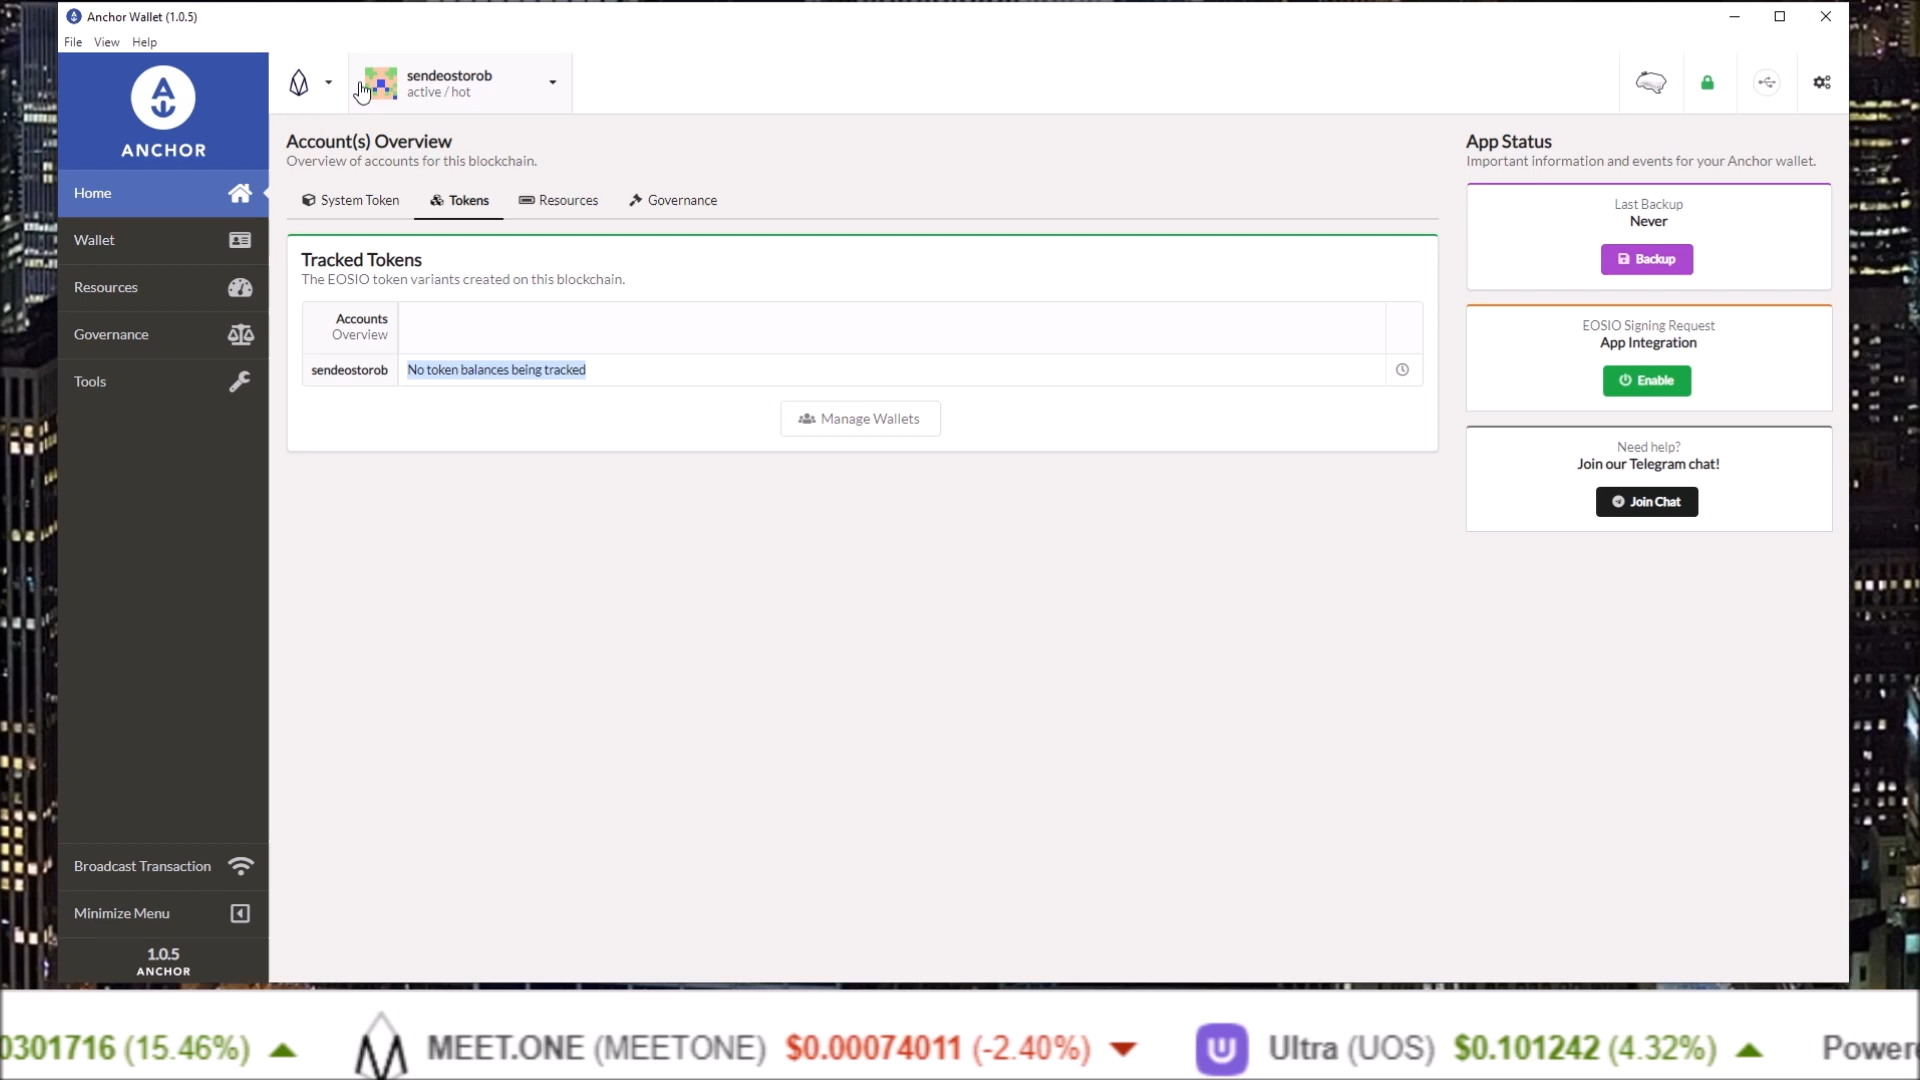 Anchor Wallet (1.0.5)
File View Help
ANCHOR
sendeostorob
active / hot
Home
Wallet
Resources
Governance
Tools
Account(s) Overview
Overview of accounts for this blockchain.
System Token Tokens Resources Governance
Tracked Tokens
The EOSIO token variants created on this blockchain.
Accounts
Overview
sendeostorob No token balances being tracked
Manage Wallets
App Status
Important information and events for your Anchor wallet.
Last Backup
Never
Backup
EOSIO Signing Request
App Integration
Enable
Need help?
Join our Telegram chat!
Join Chat
Broadcast Transaction
Minimize Menu
1.0.5
ANCHOR
0301716 (15.46%) MEET.ONE (MEETONE) $0.00074011 (-2.40%) Ultra (UOS) $0.101242 (4.32%) Power